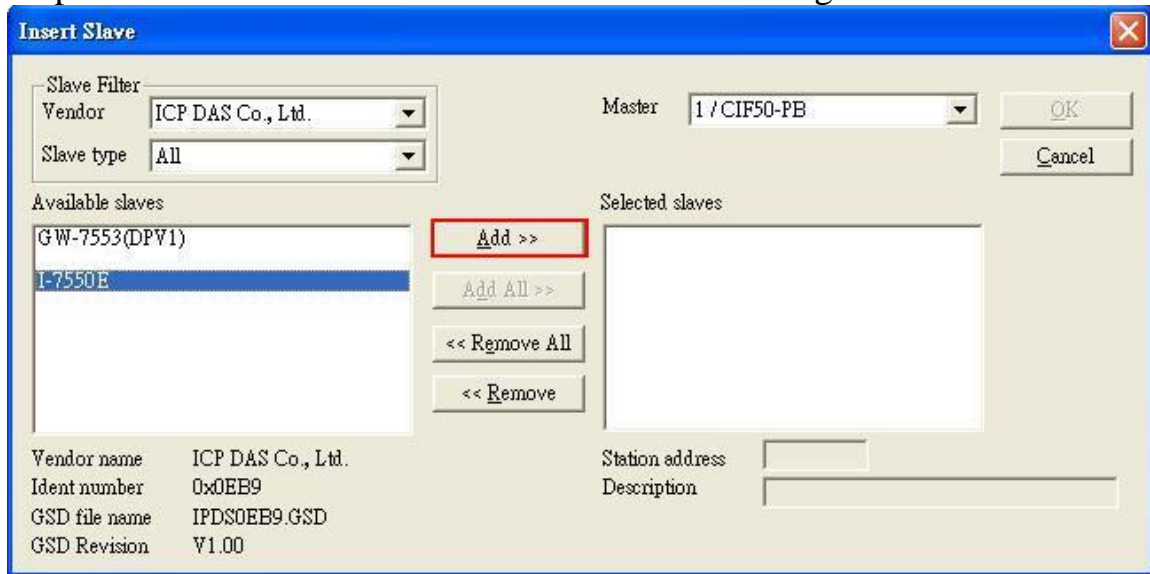 Insert Slave
Slave Filter
Vendor ICP DAS Co., Ltd.
Slave type All
Master 1 / CIF50-PB
OK
Cancel
Available slaves
GW-7553(DPV1)
I-7550E
Add >>
Add All >>
<< Remove All
<< Remove
Selected slaves
Vendor name ICP DAS Co., Ltd.
Ident number 0x0EB9
GSD file name IPDS0EB9.GSD
GSD Revision V1.00
Station address
Description